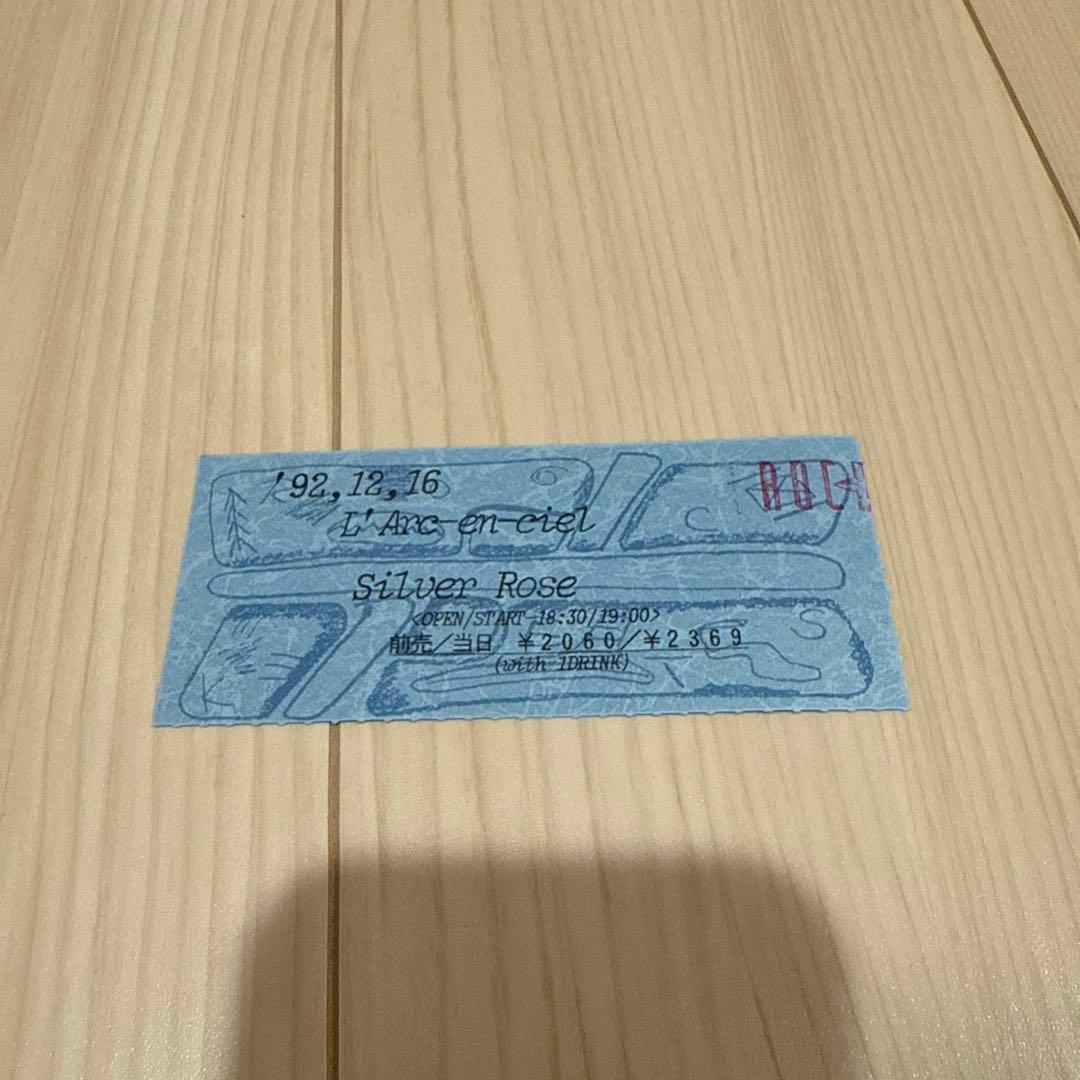 '92,12,16
L'Arc-en-ciel
Silver Rose
<OPEN/START-18:30/19:00>
前売/当日 ¥2060/¥2369
(with 1DRINK)